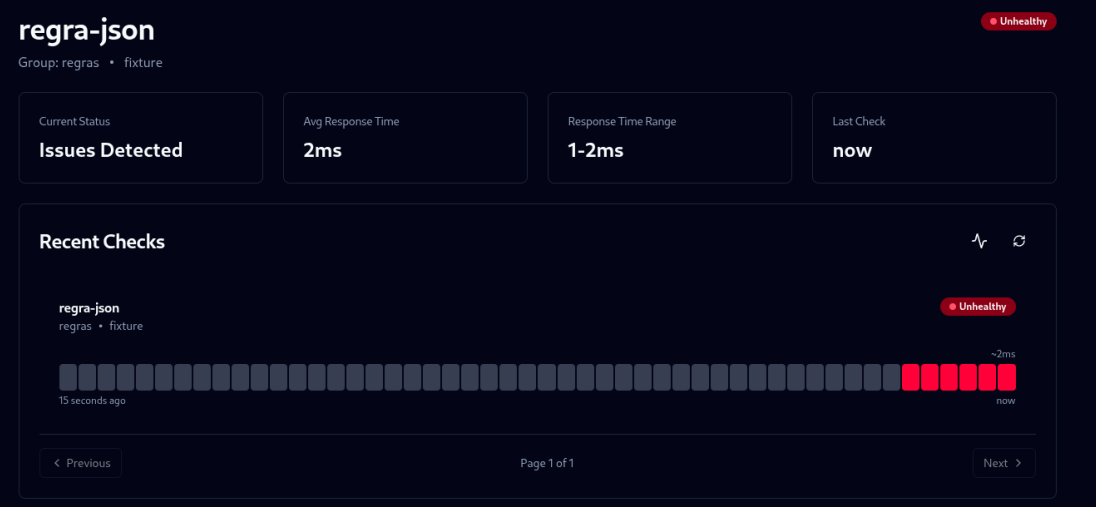 regra-json
Unhealthy
Group: regras • fixture
Current Status
Issues Detected
Avg Response Time
2ms
Response Time Range
1-2ms
Last Check
now
Recent Checks
regra-json
Unhealthy
regras • fixture
~2ms
15 seconds ago
now
Previous
Page 1 of 1
Next